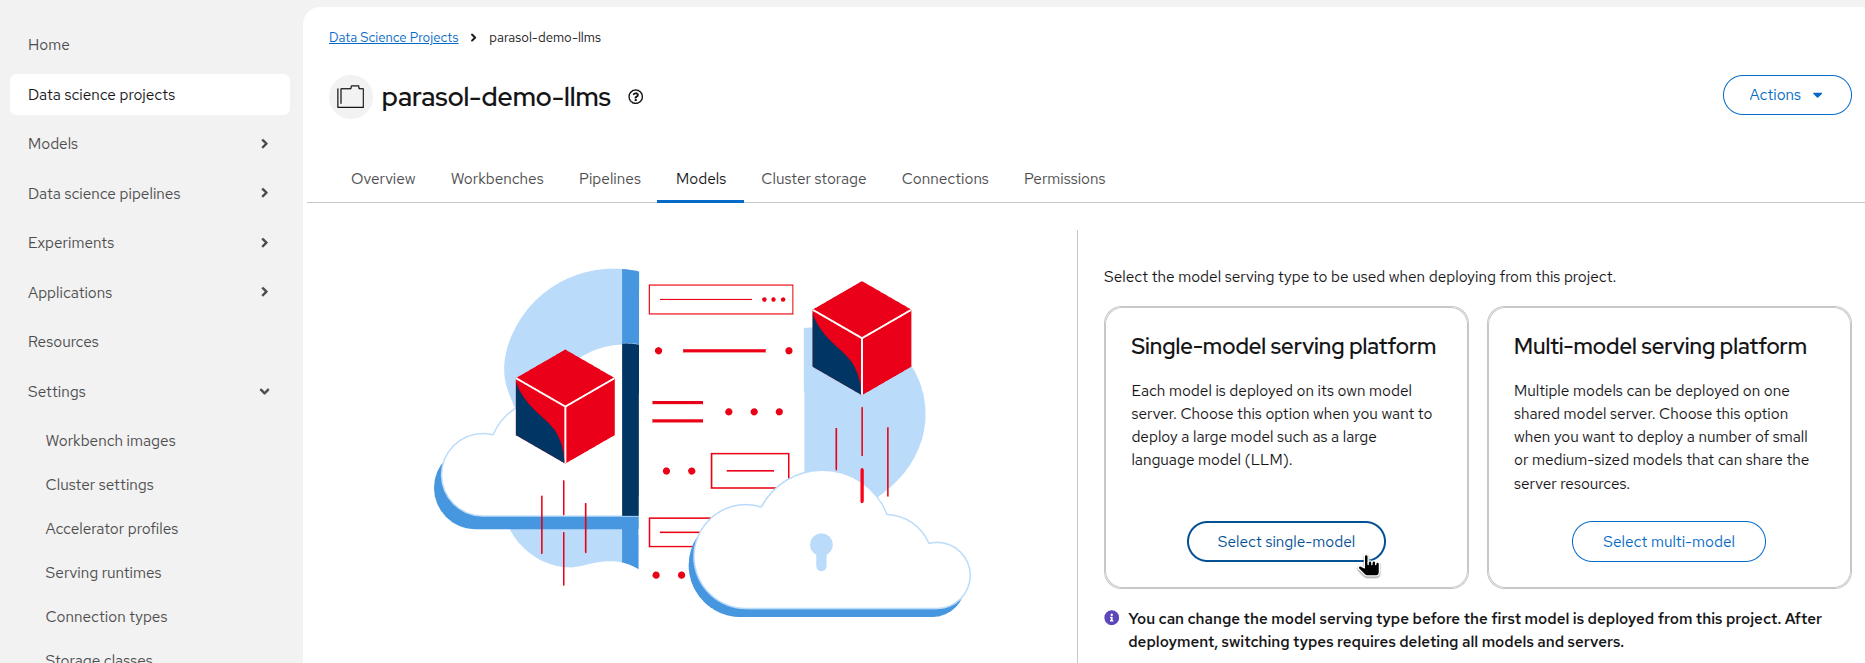 Home
Data science projects
Models
Data science pipelines
Experiments
Applications
Resources
Settings
Workbench images
Cluster settings
Accelerator profiles
Serving runtimes
Connection types
Storage classes
Data Science Projects > parasol-demo-llms
parasol-demo-llms
Actions
Overview Workbenches Pipelines Models Cluster storage Connections Permissions
Select the model serving type to be used when deploying from this project.
Single-model serving platform
Each model is deployed on its own model
server. Choose this option when you want to
deploy a large model such as a large
language model (LLM).
Select single-model
Multi-model serving platform
Multiple models can be deployed on one
shared model server. Choose this option
when you want to deploy a number of small
or medium-sized models that can share the
server resources.
Select multi-model
You can change the model serving type before the first model is deployed from this project. After
deployment, switching types requires deleting all models and servers.